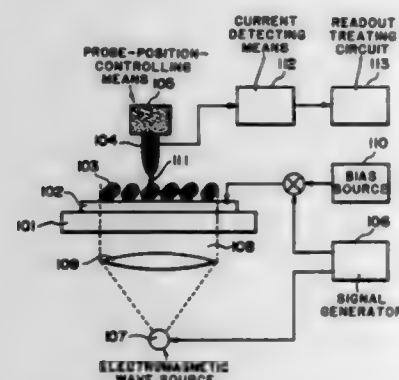 CURRENT
DETECTING
MEANS
112
READOUT
TREATING
CIRCUIT
113
PROBE-POSITION-
CONTROLLING
MEANS
105
104
111
103
102
101
110
BIAS
SOURCE
106
SIGNAL
GENERATOR
108
109
107
ELECTROMAGNETIC
WAVE SOURCE